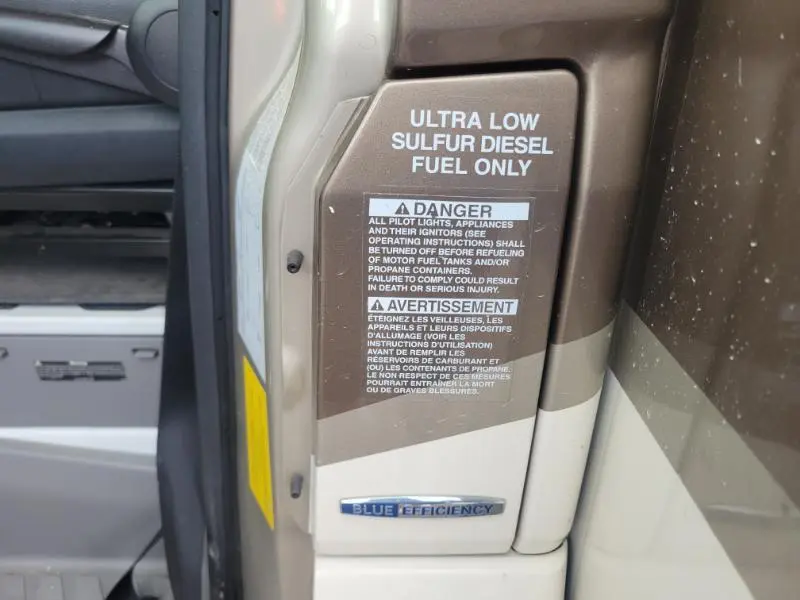 ULTRA LOW
SULFUR DIESEL
FUEL ONLY
DANGER
ALL PILOT LIGHTS, APPLIANCES
AND THEIR IGNITORS (SEE
OPERATING INSTRUCTIONS) SHALL
BE TURNED OFF BEFORE REFUELING
OF MOTOR FUEL TANKS AND/OR
PROPANE CONTAINERS.
FAILURE TO COMPLY COULD RESULT
IN DEATH OR SERIOUS INJURY.
AVERTISSEMENT
ÉTEIGNEZ LES VEILLEUSES, LES
APPAREILS ET LEURS DISPOSITIFS
D'ALLUMAGE (VOIR LES
INSTRUCTIONS D'UTILISATION)
AVANT DE REMPLIR LES
RÉSERVOIRS DE CARBURANT ET
(OU) LES CONTENANTS DE PROPANE.
LE NON RESPECT DE CES MESURES
POURRAIT ENTRAÎNER LA MORT
OU DE GRAVES BLESSURES.
BLUE EFFICIENCY